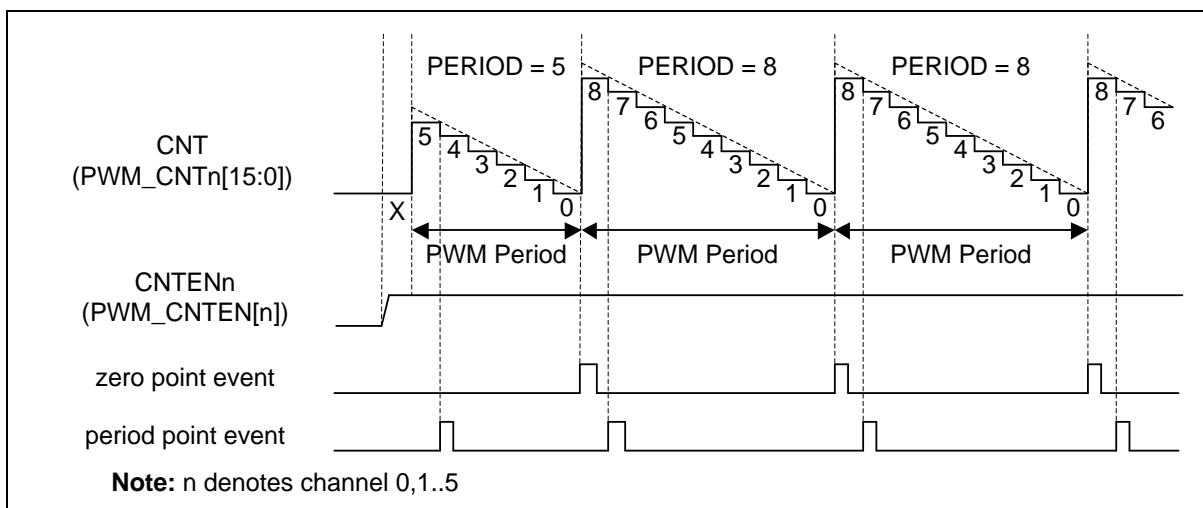 PERIOD = 5 PERIOD = 8 PERIOD = 8
8 7 6 5 4 3 2 1 0
8 7 6 5 4 3 2 1 0
8 7 6
5 4 3 2 1 0
CNT
(PWM_CNTn[15:0])
X
PWM Period PWM Period PWM Period
CNTENn
(PWM_CNTEN[n])
zero point event
period point event
Note: n denotes channel 0,1..5